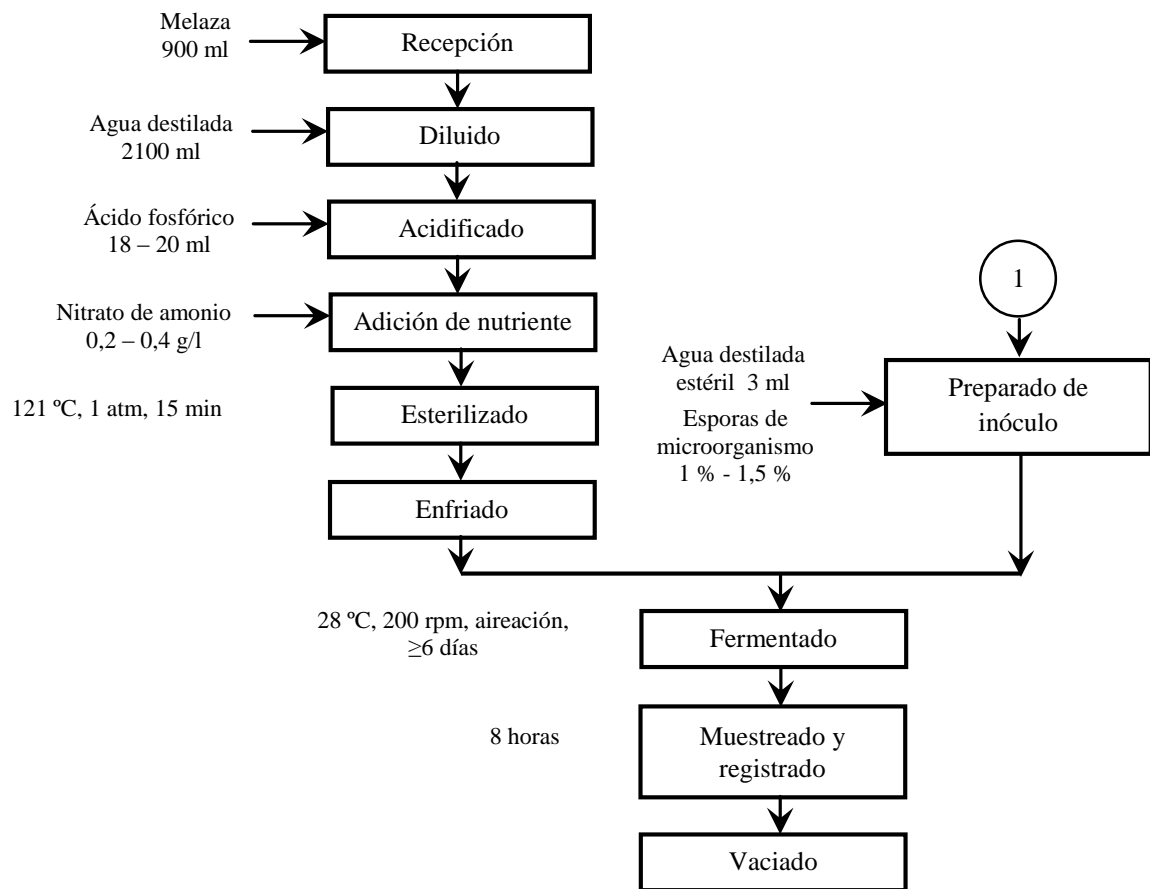 Melaza
900 ml
Recepción
Agua destilada
2100 ml
Diluido
Ácido fosfórico
18 – 20 ml
Acidificado
Nitrato de amonio
0,2 – 0,4 g/l
Adición de nutriente
121 ºC, 1 atm, 15 min
Esterilizado
Enfriado
1
Agua destilada
estéril 3 ml
Esporas de
microorganismo
1 % - 1,5 %
Preparado de
inóculo
28 ºC, 200 rpm, aireación,
≥6 días
Fermentado
8 horas
Muestreado y
registrado
Vaciado